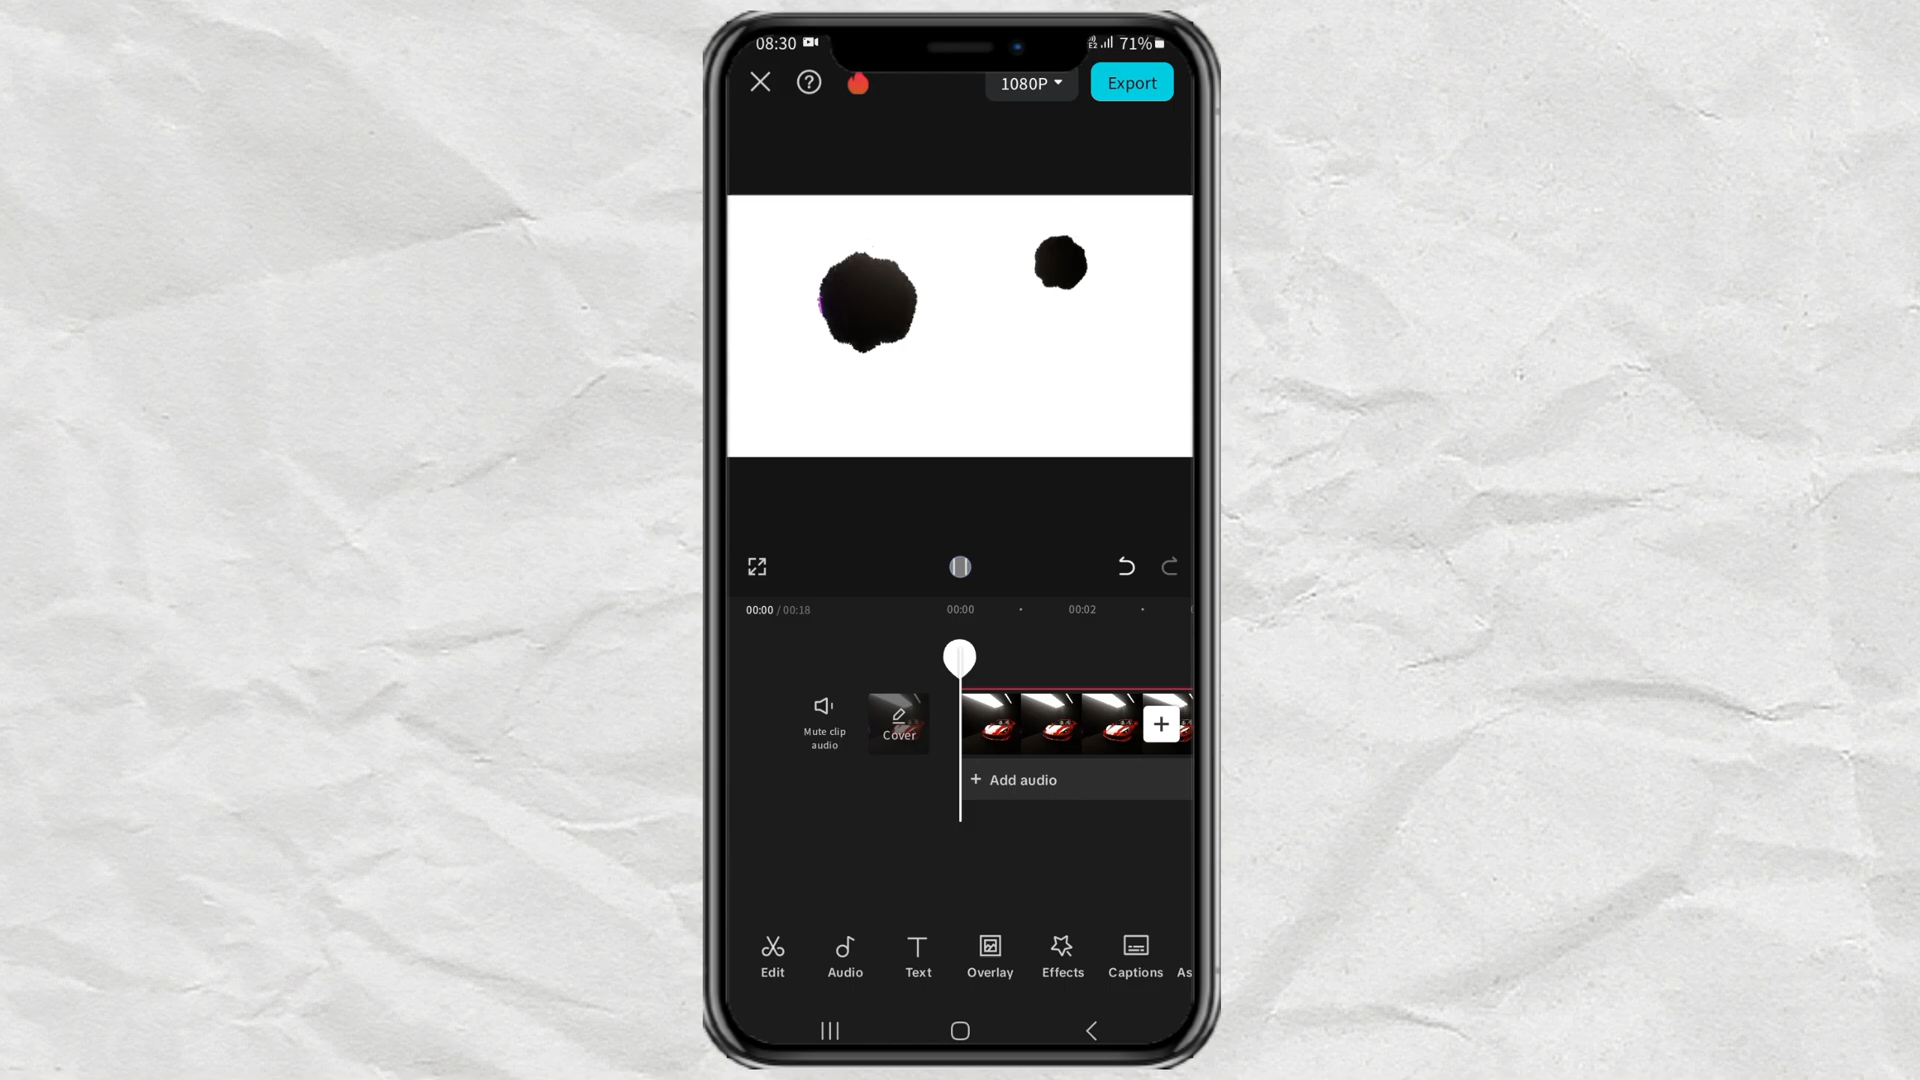 08:30
71%
1080P
Export
00:00 / 00:18
00:00
00:02
Mute clip
audio
Cover
+ Add audio
Edit
Audio
Text
Overlay
Effects
Captions
As